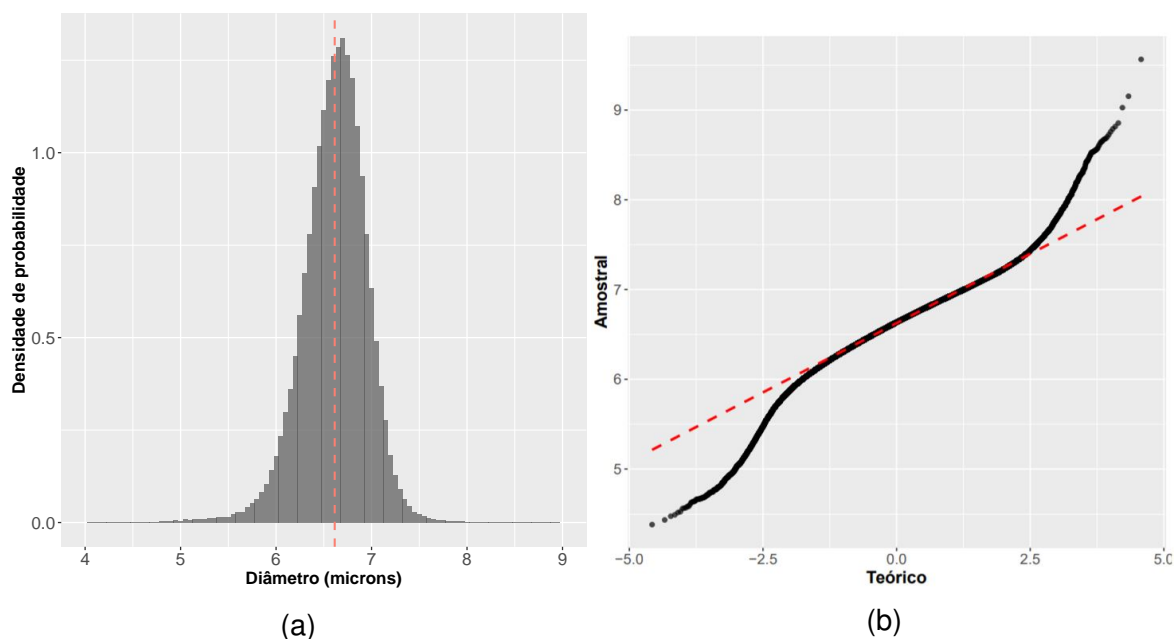 Densidade de probabilidade
1.0
0.5
0.0
4 5 6 7 8 9
Diâmetro (microns)
(a)
Amostral
9
8
7
6
5
−5.0 −2.5 0.0 2.5 5.0
Teórico
(b)